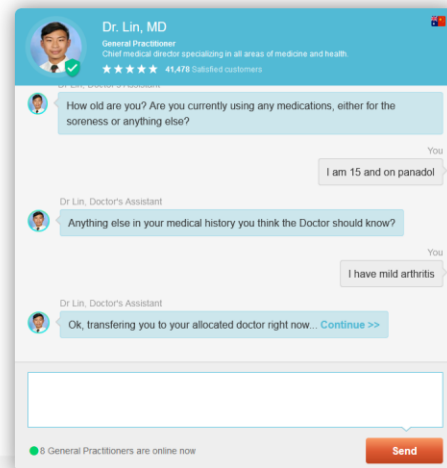 Dr. Lin, MD
General Practitioner
Chief medical director specializing in all areas of medicine and health.
41,478 Satisfied customers
Dr Lin, Doctor's Assistant
How old are you? Are you currently using any medications, either for the
soreness or anything else?
You
I am 15 and on panadol
Dr Lin, Doctor's Assistant
Anything else in your medical history you think the Doctor should know?
You
I have mild arthritis
Dr Lin, Doctor's Assistant
Ok, transfering you to your allocated doctor right now... Continue >>
8 General Practitioners are online now
Send